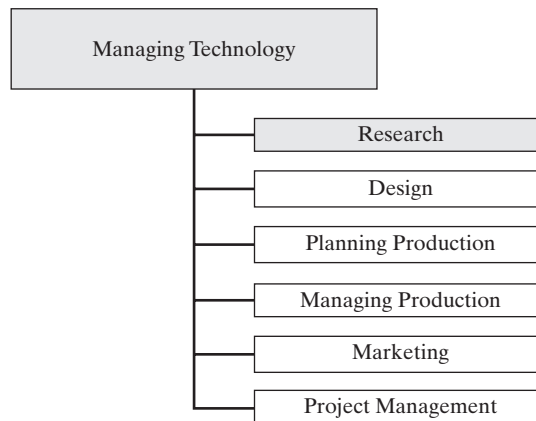 Managing Technology
Research
Design
Planning Production
Managing Production
Marketing
Project Management